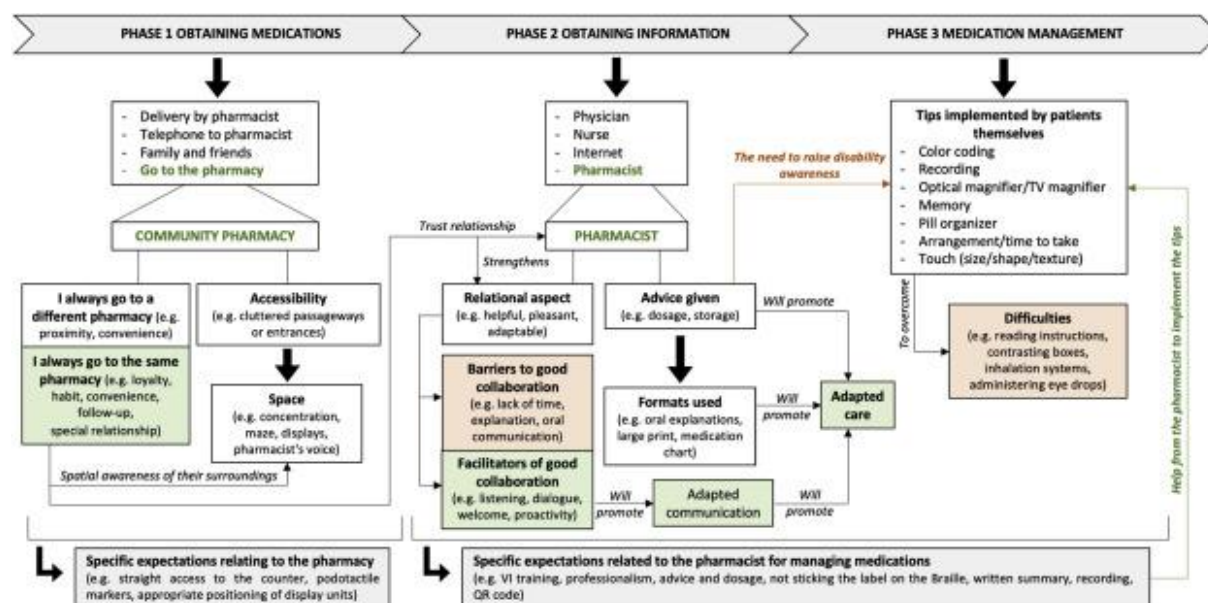 PHASE 1 OBTAINING MEDICATIONS
PHASE 2 OBTAINING INFORMATION
PHASE 3 MEDICATION MANAGEMENT
- Delivery by pharmacist
- Telephone to pharmacist
- Family and friends
- Go to the pharmacy
COMMUNITY PHARMACY
I always go to a
different pharmacy (e.g.
proximity, convenience)
I always go to the same
pharmacy (e.g. loyalty,
habit, convenience,
follow-up,
special relationship)
Accessibility
(e.g. cluttered passageways
or entrances)
Space
(e.g. concentration,
maze, displays,
pharmacist's voice)
Spatial awareness of their surroundings
Specific expectations relating to the pharmacy
(e.g. straight access to the counter, podotactile
markers, appropriate positioning of display units)
- Physician
- Nurse
- Internet
- Pharmacist
Trust relationship
PHARMACIST
Strengthens
Relational aspect
(e.g. helpful, pleasant,
adaptable)
Barriers to good
collaboration
(e.g. lack of time,
explanation, oral
communication)
Facilitators of good
collaboration
(e.g. listening, dialogue,
welcome, proactivity)
Advice given
(e.g. dosage, storage)
Formats used
(e.g. oral explanations,
large print, medication
chart)
Will promote
Will
promote
Adapted
care
Will
promote
Adapted
communication
Will
promote
The need to raise disability
awareness
Tips implemented by patients
themselves
- Color coding
- Recording
- Optical magnifier/TV magnifier
- Memory
- Pill organizer
- Arrangement/time to take
- Touch (size/shape/texture)
To overcome
Difficulties
(e.g. reading instructions,
contrasting boxes,
inhalation systems,
administering eye drops)
Help from the pharmacist to implement the tips
Specific expectations related to the pharmacist for managing medications
(e.g. VI training, professionalism, advice and dosage, not sticking the label on the Braille, written summary, recording,
QR code)